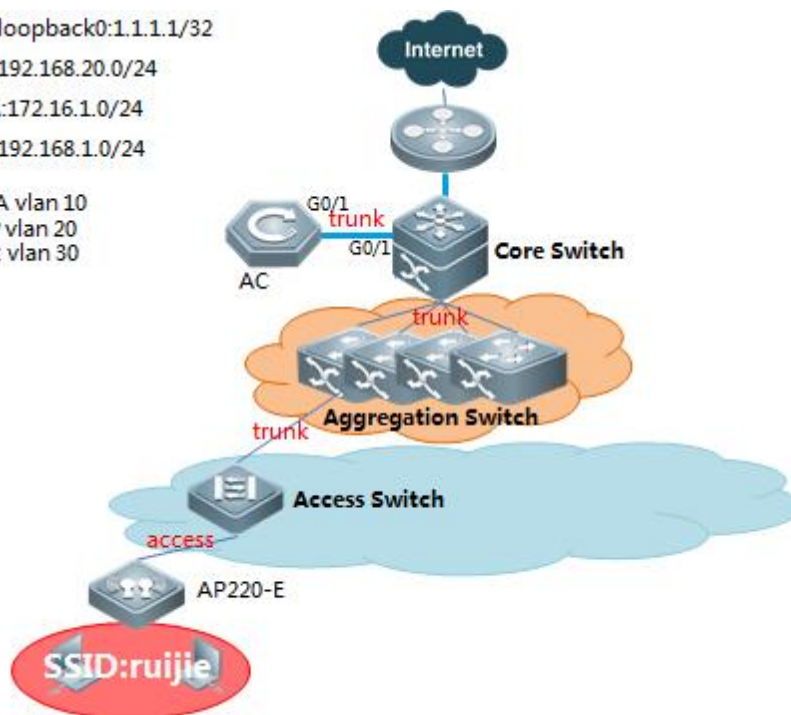 loopback0:1.1.1.1/32
192.168.20.0/24
:172.16.1.0/24
192.168.1.0/24
A vlan 10
vlan 20
vlan 30
Internet
G0/1
trunk
G0/1
AC
Core Switch
trunk
Aggregation Switch
trunk
Access Switch
access
AP220-E
SSID:ruijie